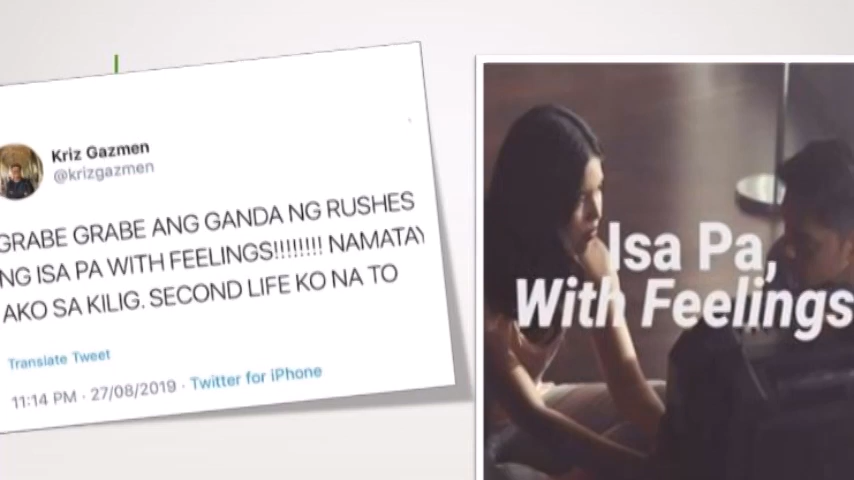 Kriz Gazmen
@krizgazmen
GRABE GRABE ANG GANDA NG RUSHES
NG ISA PA WITH FEELINGS!!!!!!!! NAMATAY
AKO SA KILIG. SECOND LIFE KO NA TO
Translate Tweet
11:14 PM · 27/08/2019 · Twitter for iPhone
Isa Pa,
With Feelings